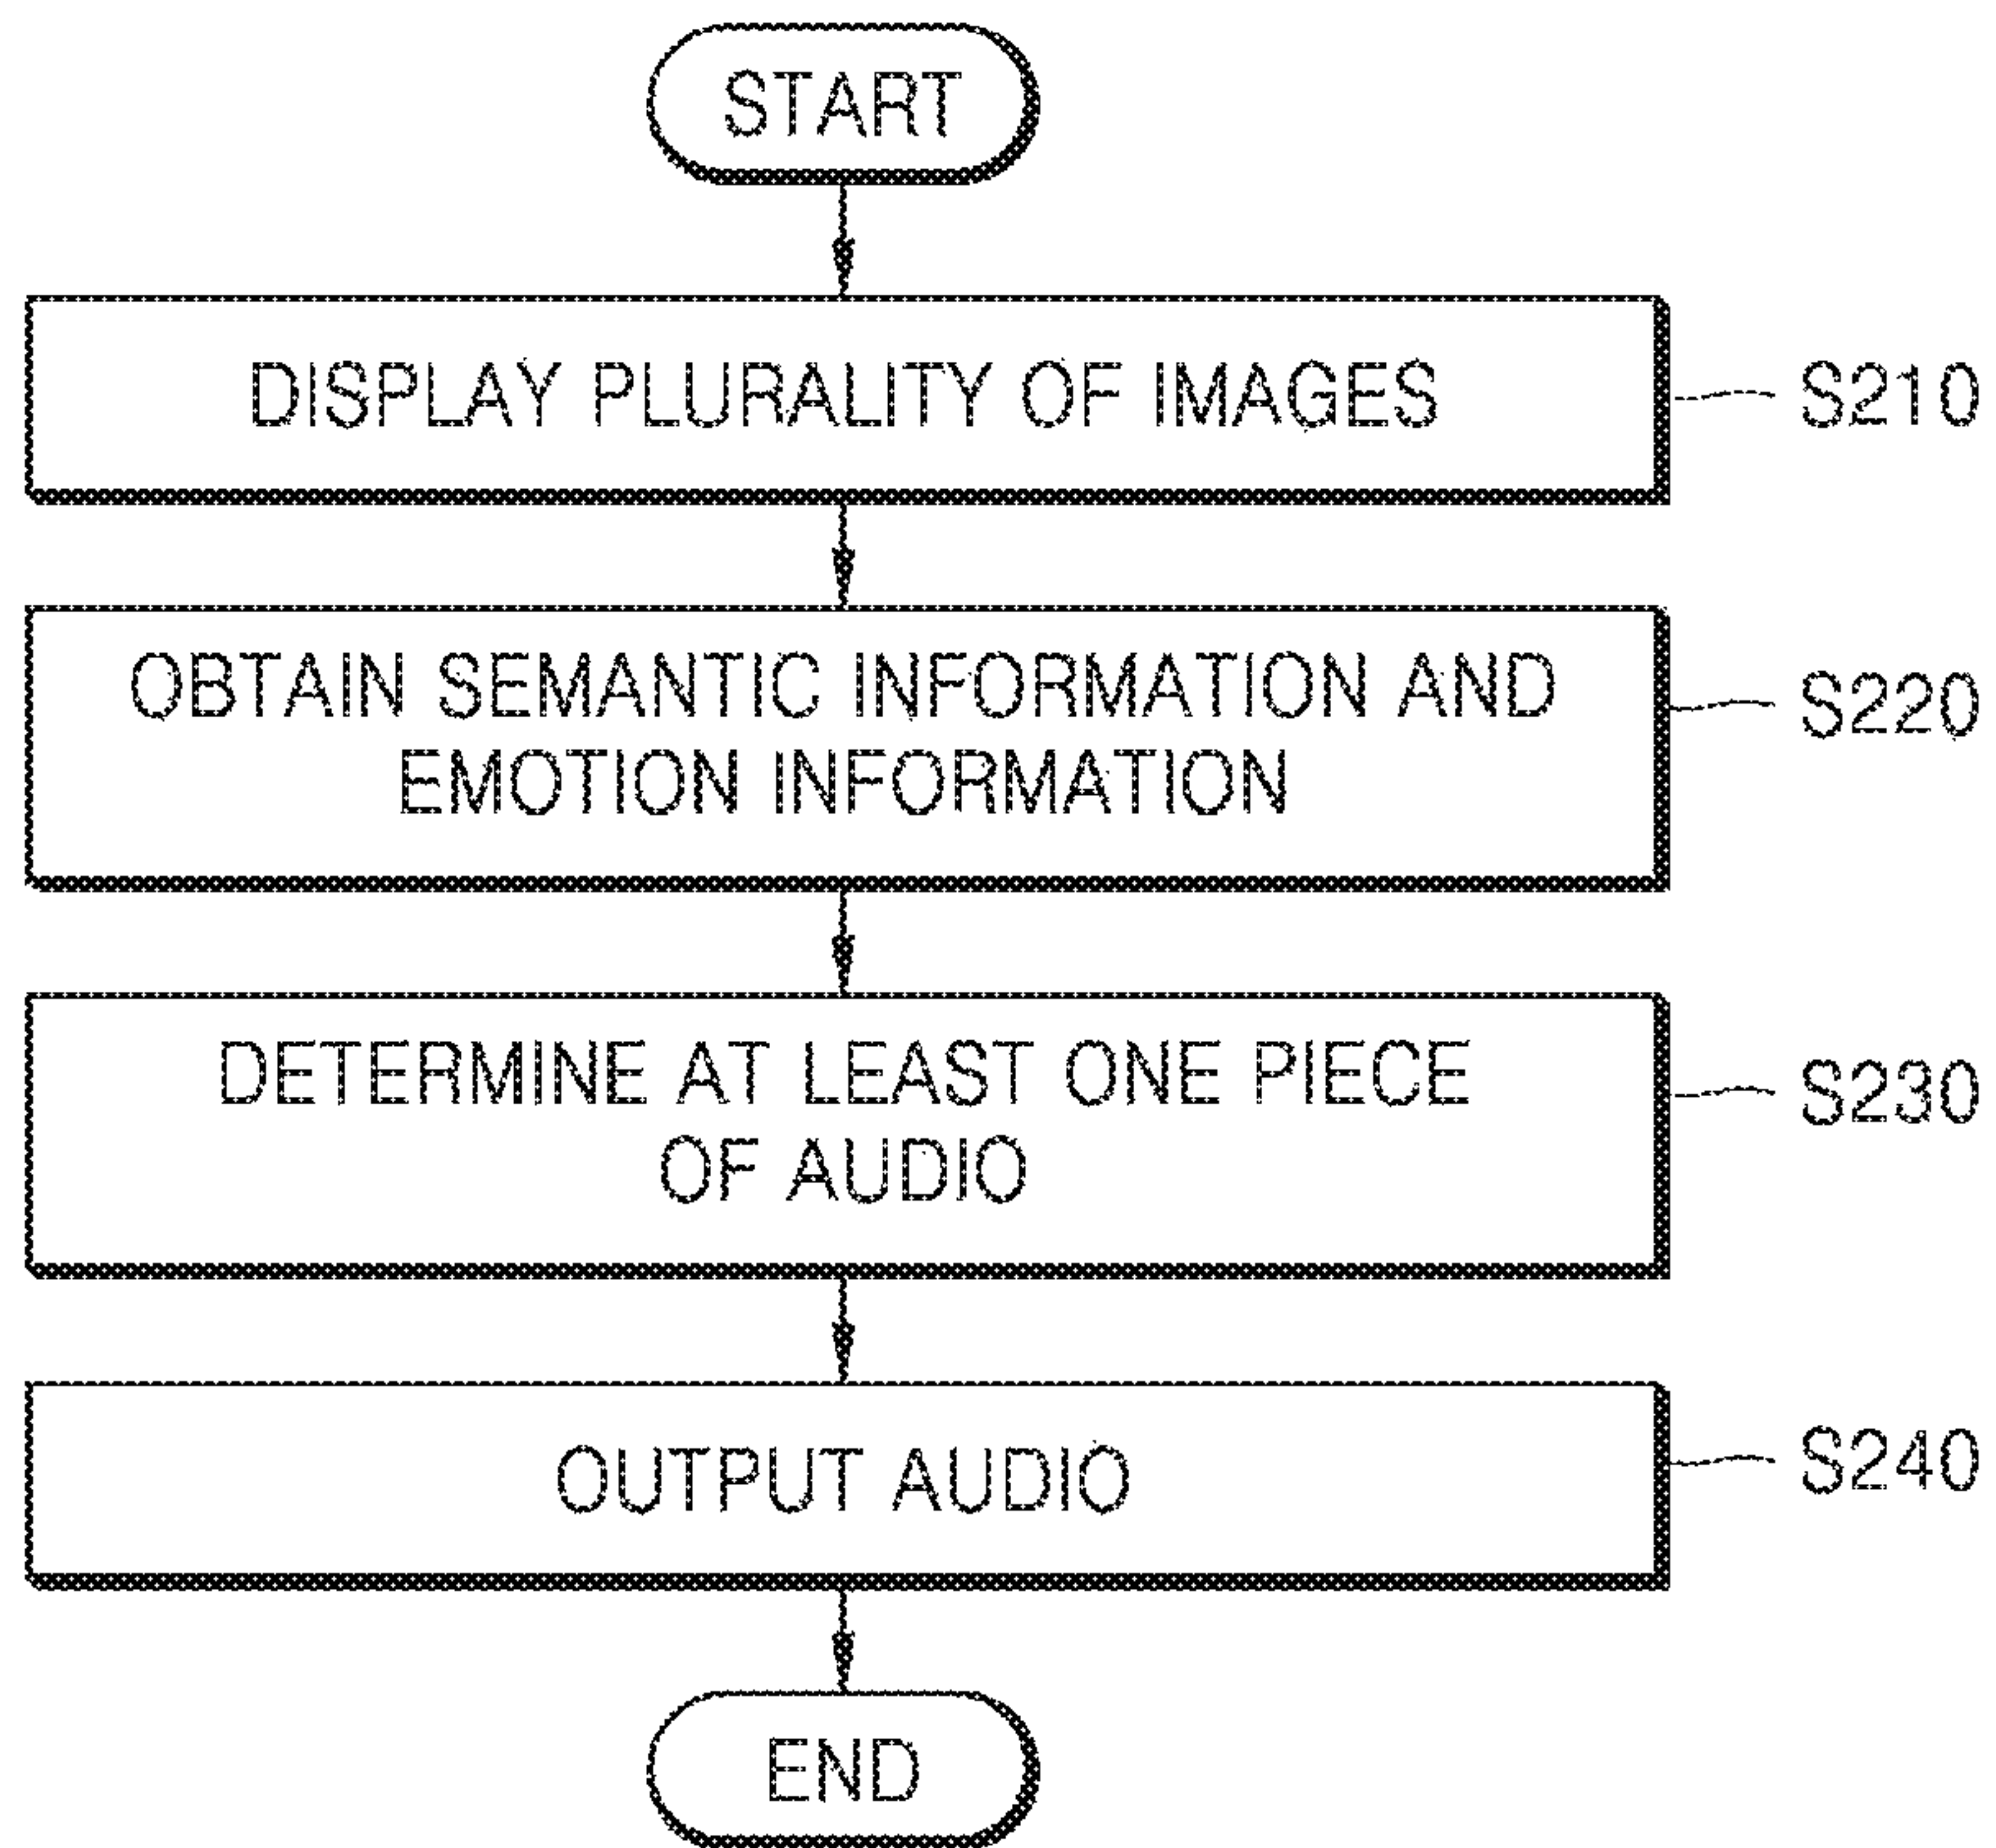 START
DISPLAY PLURALITY OF IMAGES
S210
OBTAIN SEMANTIC INFORMATION AND
EMOTION INFORMATION
S220
DETERMINE AT LEAST ONE PIECE
OF AUDIO
S230
OUTPUT AUDIO
S240
END